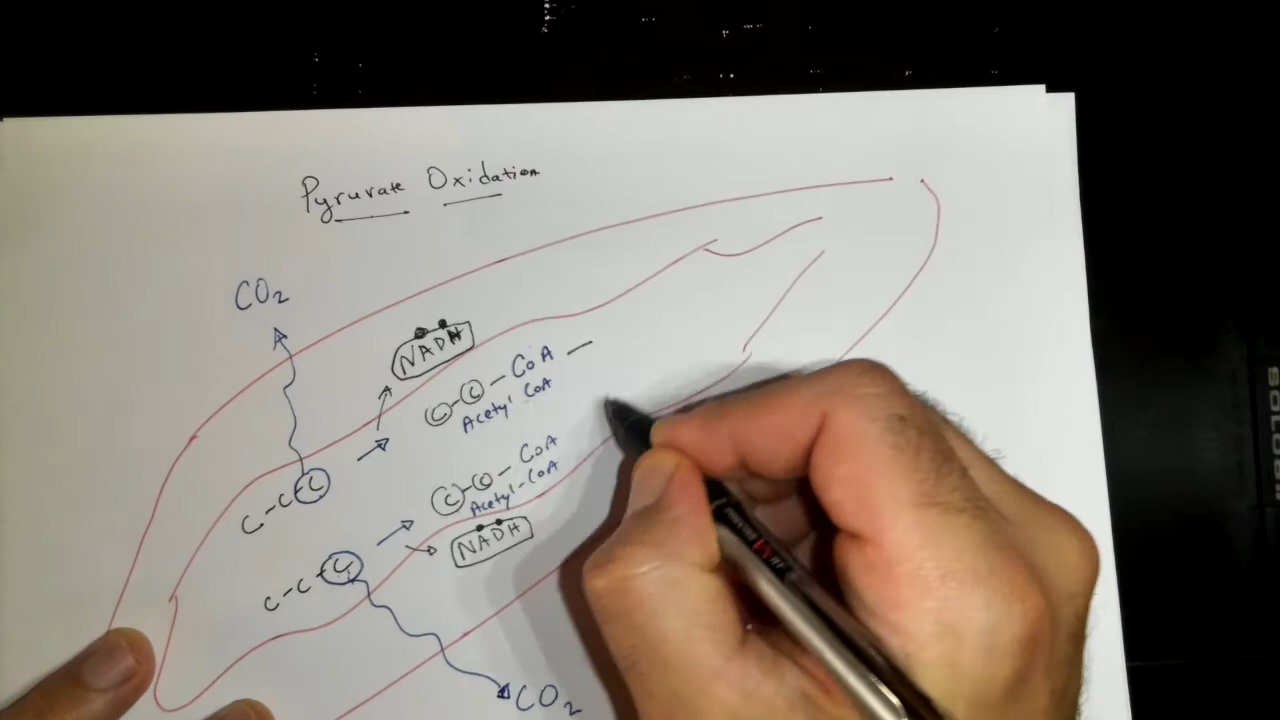 Pyruvate Oxidation
CO2
NADH
C-C-CoA
Acetyl CoA
C-C-C
C-C-CoA
Acetyl-CoA
NADH
C-C-C
CO2